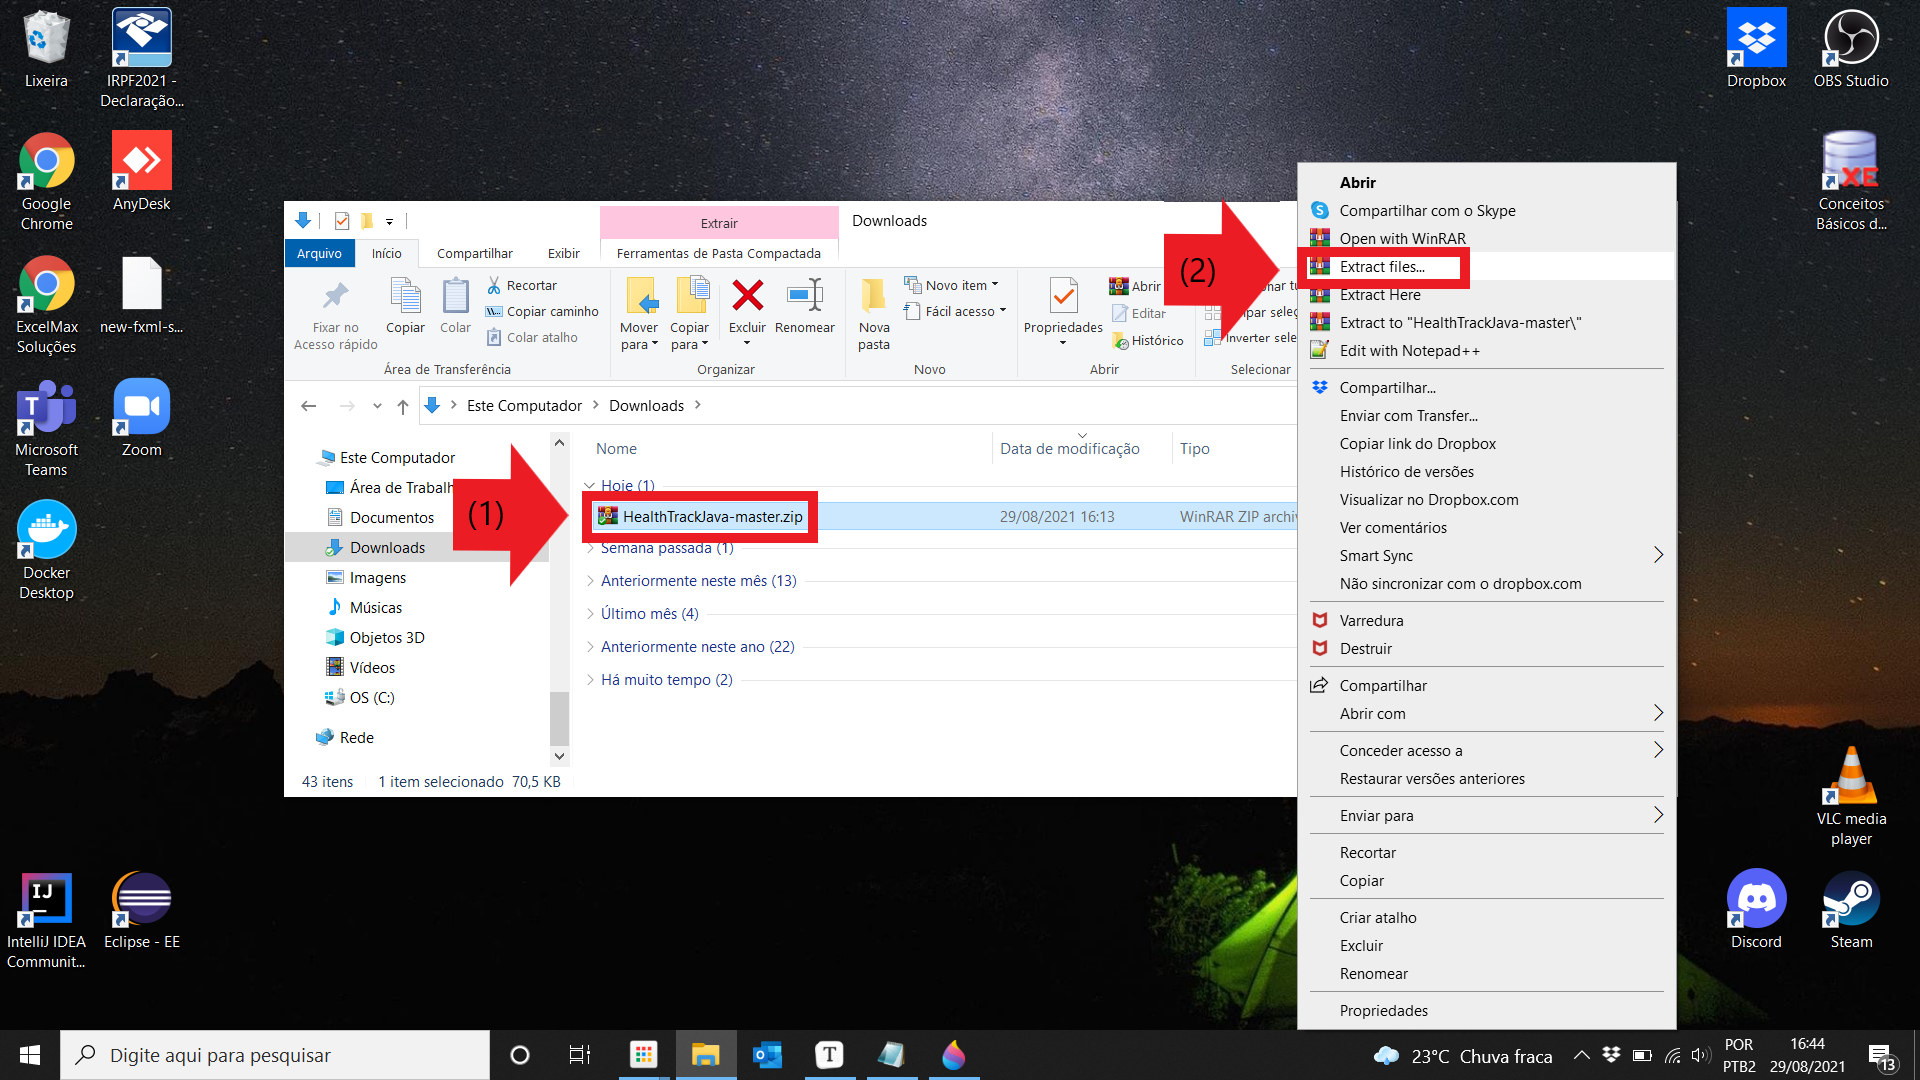 Lixeira
IRPF2021 -
Declaração...
Google
Chrome
AnyDesk
ExcelMax
Soluções
new-fxml-s...
Microsoft
Teams
Zoom
Docker
Desktop
IntelliJ IDEA
Communit...
Eclipse - EE
Dropbox
OBS Studio
Conceitos
Básicos d...
VLC media
player
Discord
Steam
Extrair
Downloads
Arquivo
Início
Compartilhar
Exibir
Ferramentas de Pasta Compactada
Fixar no
Acesso rápido
Copiar
Colar
Recortar
Copiar caminho
Colar atalho
Área de Transferência
Mover
para
Copiar
para
Excluir
Renomear
Organizar
Nova
pasta
Novo item
Fácil acesso
Novo
Propriedades
Abrir
Editar
Histórico
Abrir
onar tu
par seleç
Inverter sele
Selecionar
Este Computador
Downloads
Este Computador
Área de Trabalh
Documentos
Downloads
Imagens
Músicas
Objetos 3D
Vídeos
OS (C:)
Rede
Nome
Data de modificação
Tipo
Hoje (1)
(1)
HealthTrackJava-master.zip
29/08/2021 16:13
WinRAR ZIP archiv
Semana passada (1)
Anteriormente neste mês (13)
Último mês (4)
Anteriormente neste ano (22)
Há muito tempo (2)
43 itens
1 item selecionado 70,5 KB
(2)
Abrir
Compartilhar com o Skype
Open with WinRAR
Extract files...
Extract Here
Extract to "HealthTrackJava-master\"
Edit with Notepad++
Compartilhar...
Enviar com Transfer...
Copiar link do Dropbox
Histórico de versões
Visualizar no Dropbox.com
Ver comentários
Smart Sync
Não sincronizar com o dropbox.com
Varredura
Destruir
Compartilhar
Abrir com
Conceder acesso a
Restaurar versões anteriores
Enviar para
Recortar
Copiar
Criar atalho
Excluir
Renomear
Propriedades
Digite aqui para pesquisar
23°C Chuva fraca
POR
PTB2
16:44
29/08/2021
13